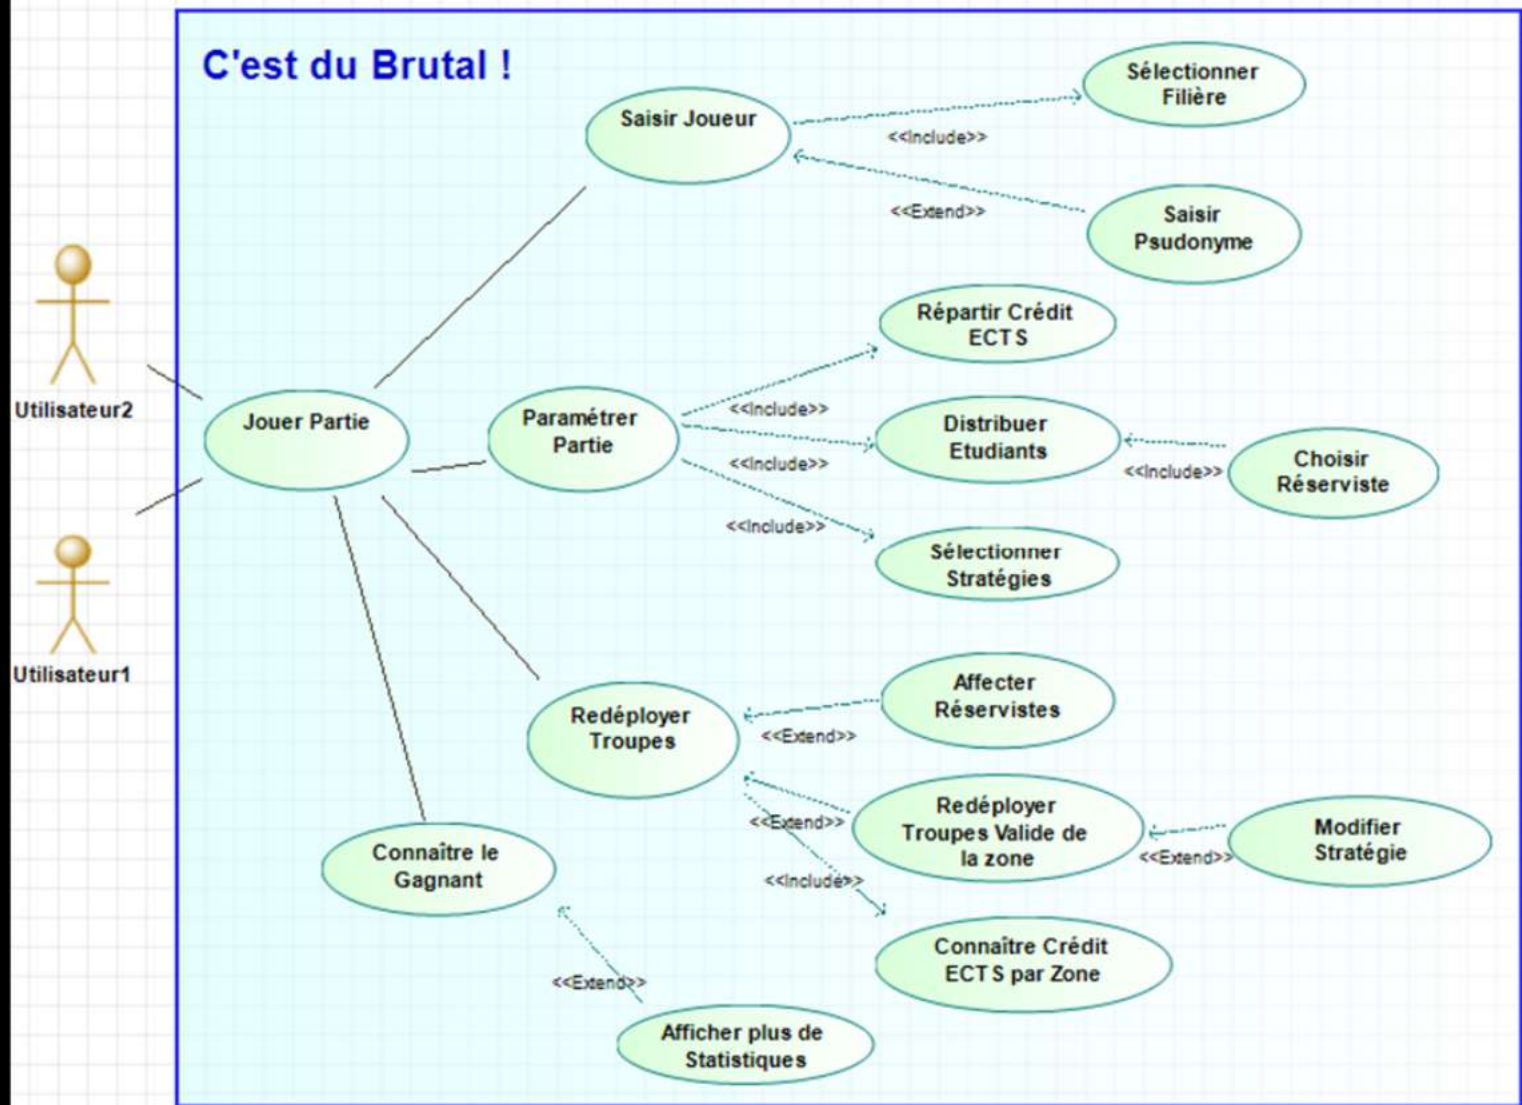 C'est du Brutal !
Saisir Joueur
Sélectionner
Filière
<<Include>>
<<Extend>>
Saisir
Psudonyme
Utilisateur2
Jouer Partie
Paramétrer
Partie
Répartir Crédit
ECTS
<<Include>>
Distribuer
Etudiants
<<Include>>
<<Include>>
Choisir
Réserviste
<<Include>>
Sélectionner
Stratégies
Utilisateur1
Redéployer
Troupes
Affecter
Réservistes
<<Extend>>
<<Extend>>
Redéployer
Troupes Valide de
la zone
<<Extend>>
Modifier
Stratégie
<<Include>>
Connaître le
Gagnant
Connaître Crédit
ECTS par Zone
<<Extend>>
Afficher plus de
Statistiques